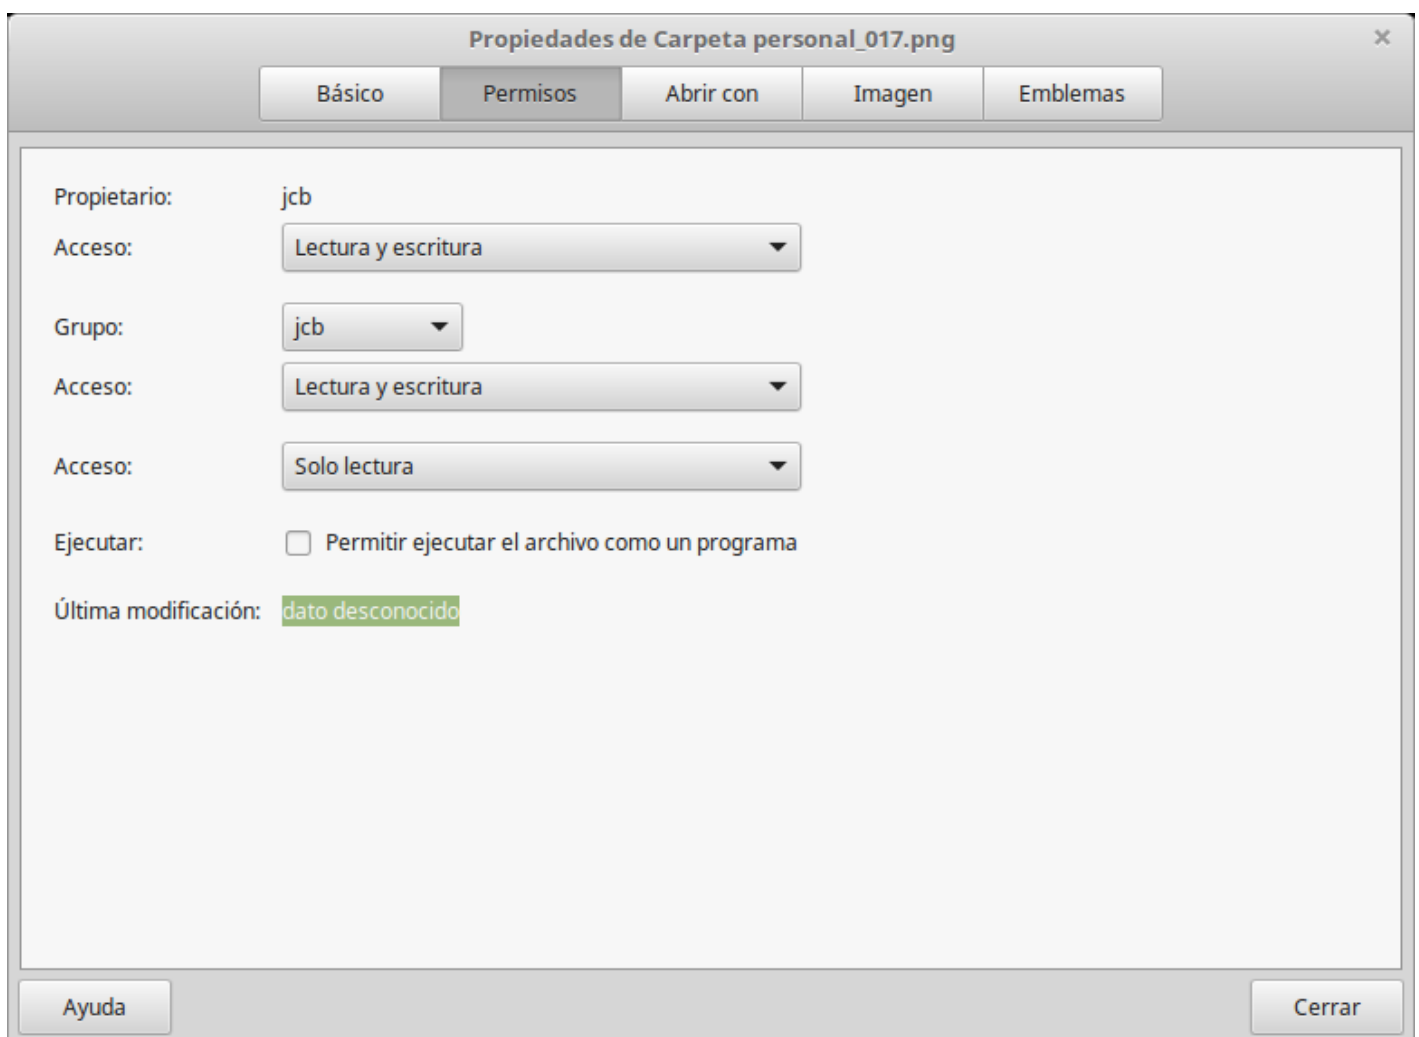 Propiedades de Carpeta personal_017.png
Básico Permisos Abrir con Imagen Emblemas
Propietario: jcb
Acceso: Lectura y escritura
Grupo: jcb
Acceso: Lectura y escritura
Acceso: Solo lectura
Ejecutar: Permitir ejecutar el archivo como un programa
Última modificación: dato desconocido
Ayuda Cerrar